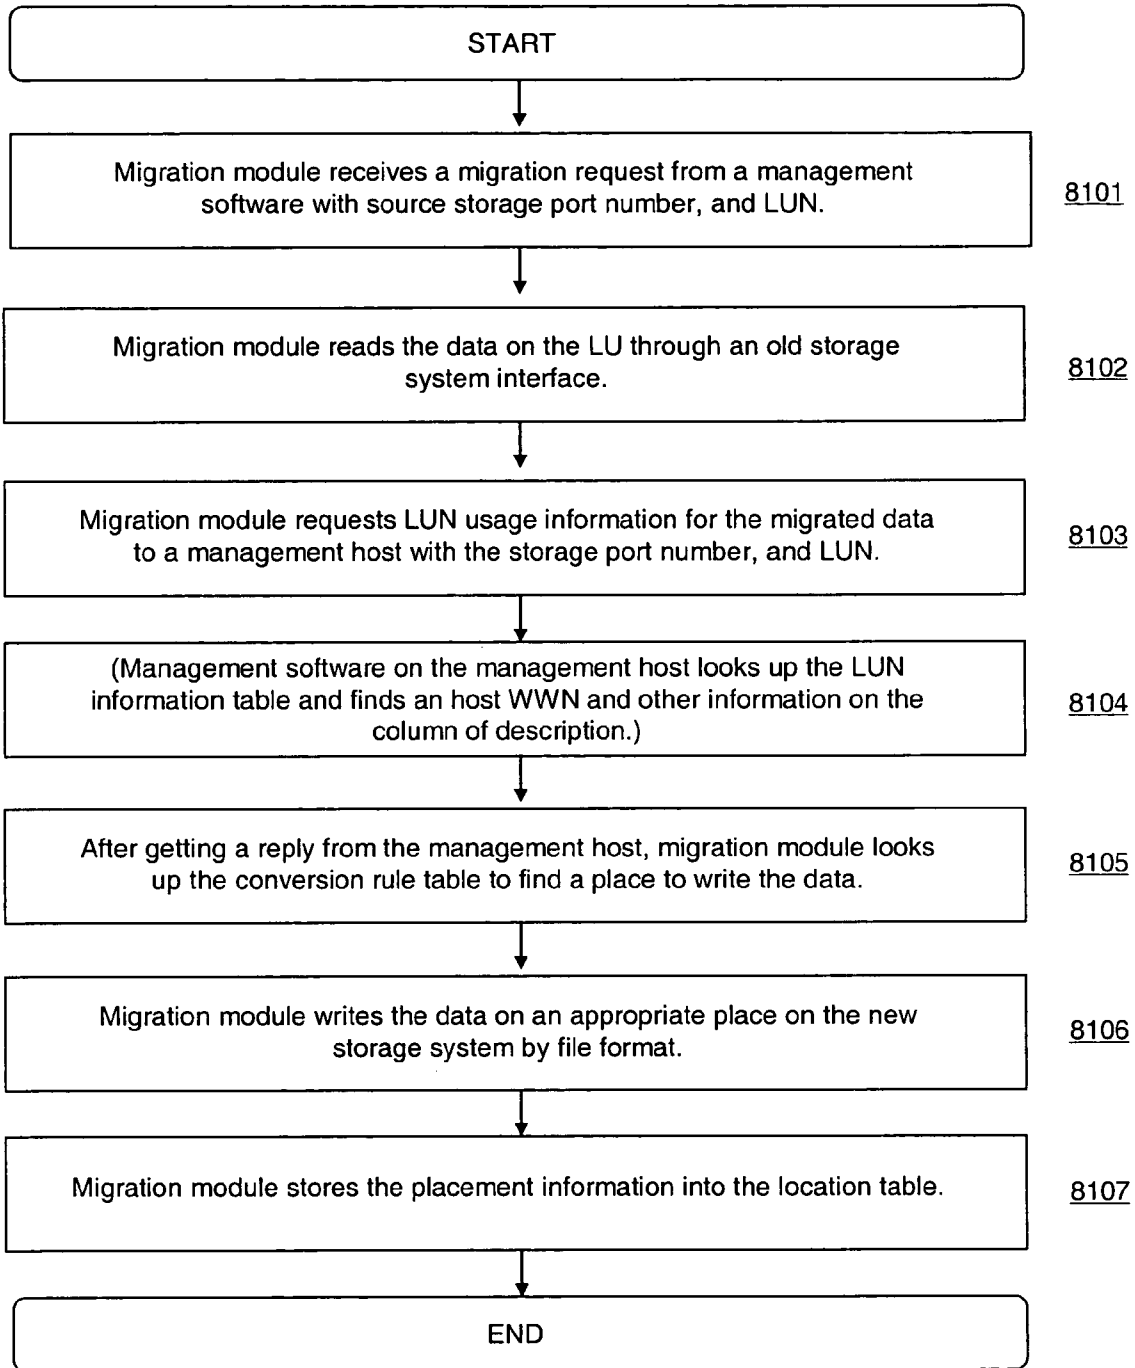 START
Migration module receives a migration request from a management
software with source storage port number, and LUN.
8101
Migration module reads the data on the LU through an old storage
system interface.
8102
Migration module requests LUN usage information for the migrated data
to a management host with the storage port number, and LUN.
8103
(Management software on the management host looks up the LUN
information table and finds an host WWN and other information on the
column of description.)
8104
After getting a reply from the management host, migration module looks
up the conversion rule table to find a place to write the data.
8105
Migration module writes the data on an appropriate place on the new
storage system by file format.
8106
Migration module stores the placement information into the location table.
8107
END